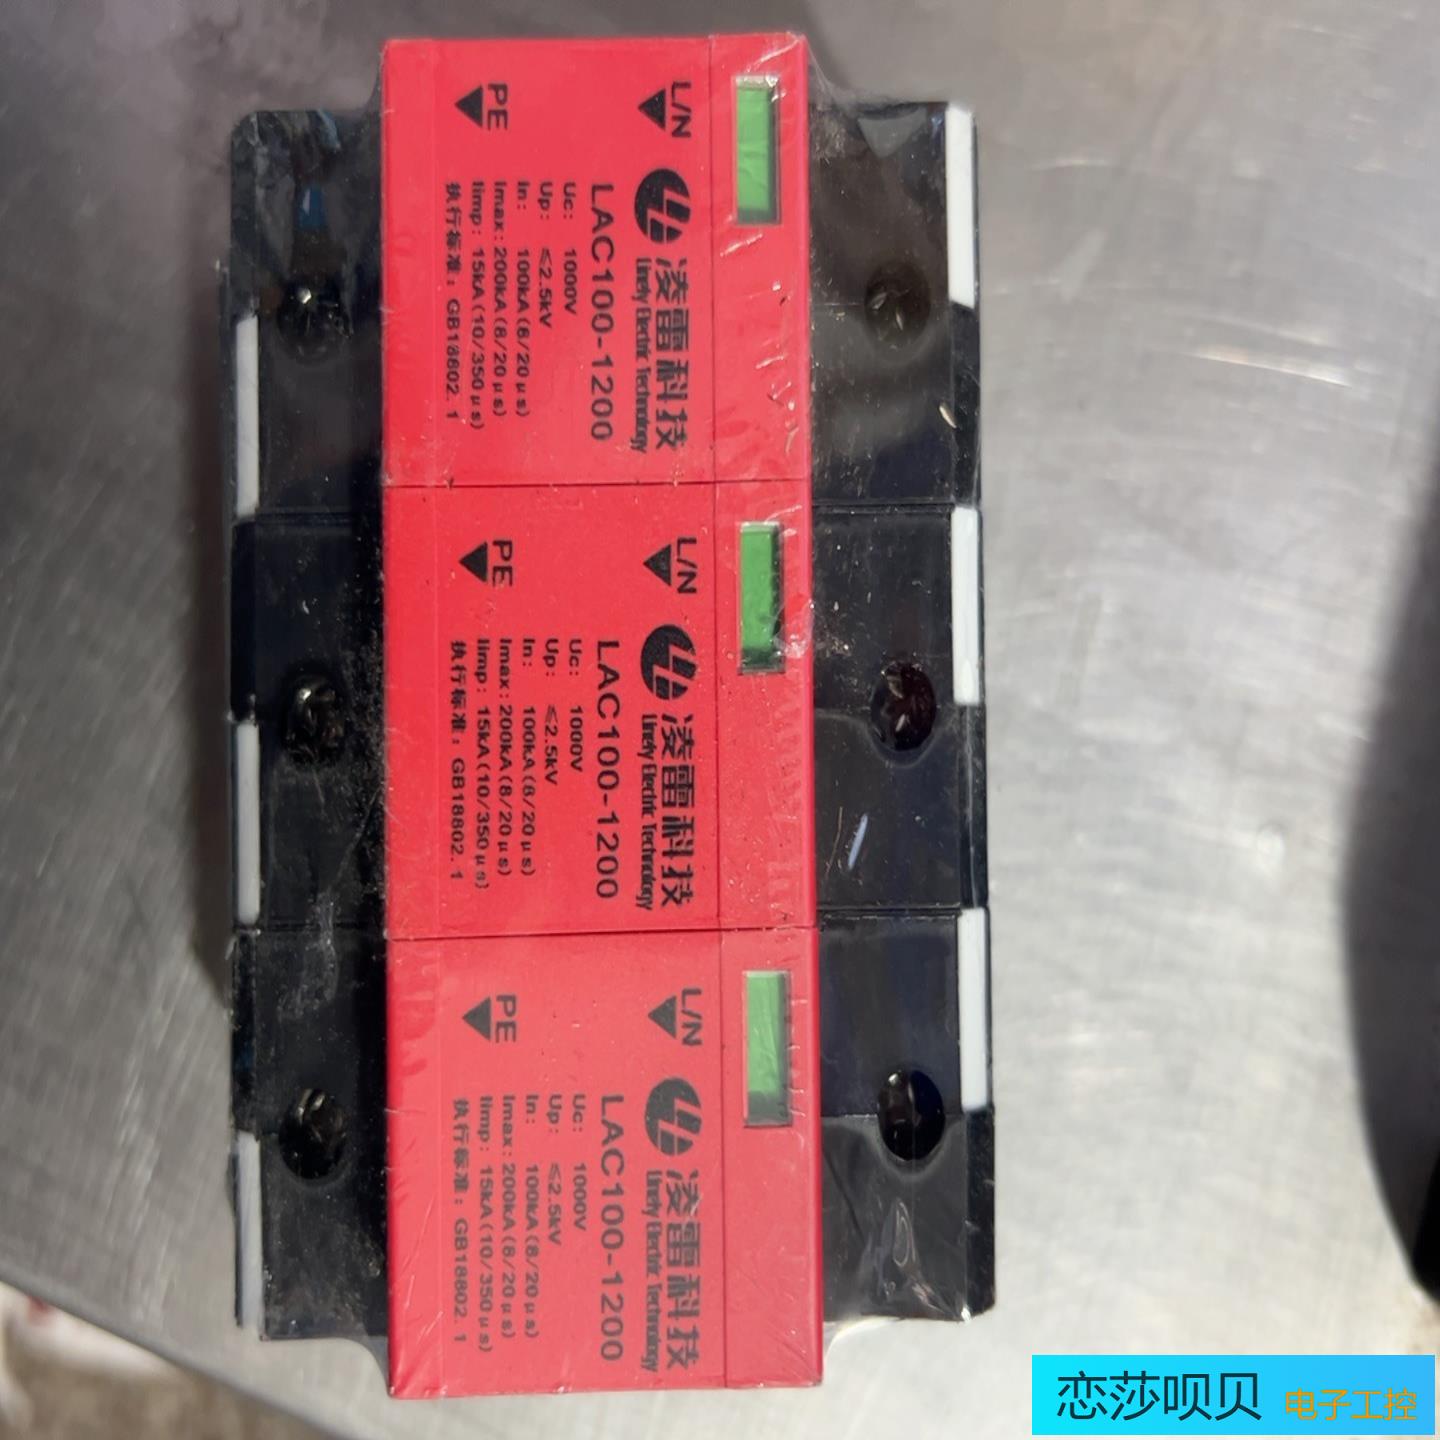 L/N
凌雷科技
Linely Electric Technology
LAC100-1200
Uc: 1000V
Up: ≤2.5kV
In: 100kA(8/20μs)
Imax:200kA(8/20μs)
Iimp: 15kA(10/350μs)
执行标准: GB18802.1
PE
L/N
凌雷科技
Linely Electric Technology
LAC100-1200
Uc: 1000V
Up: ≤2.5kV
In: 100kA(8/20μs)
Imax:200kA(8/20μs)
Iimp: 15kA(10/350μs)
执行标准: GB18802.1
PE
L/N
凌雷科技
Linely Electric Technology
LAC100-1200
Uc: 1000V
Up: ≤2.5kV
In: 100kA(8/20μs)
Imax:200kA(8/20μs)
Iimp: 15kA(10/350μs)
执行标准: GB18802.1
PE
恋莎呗贝 电子工控